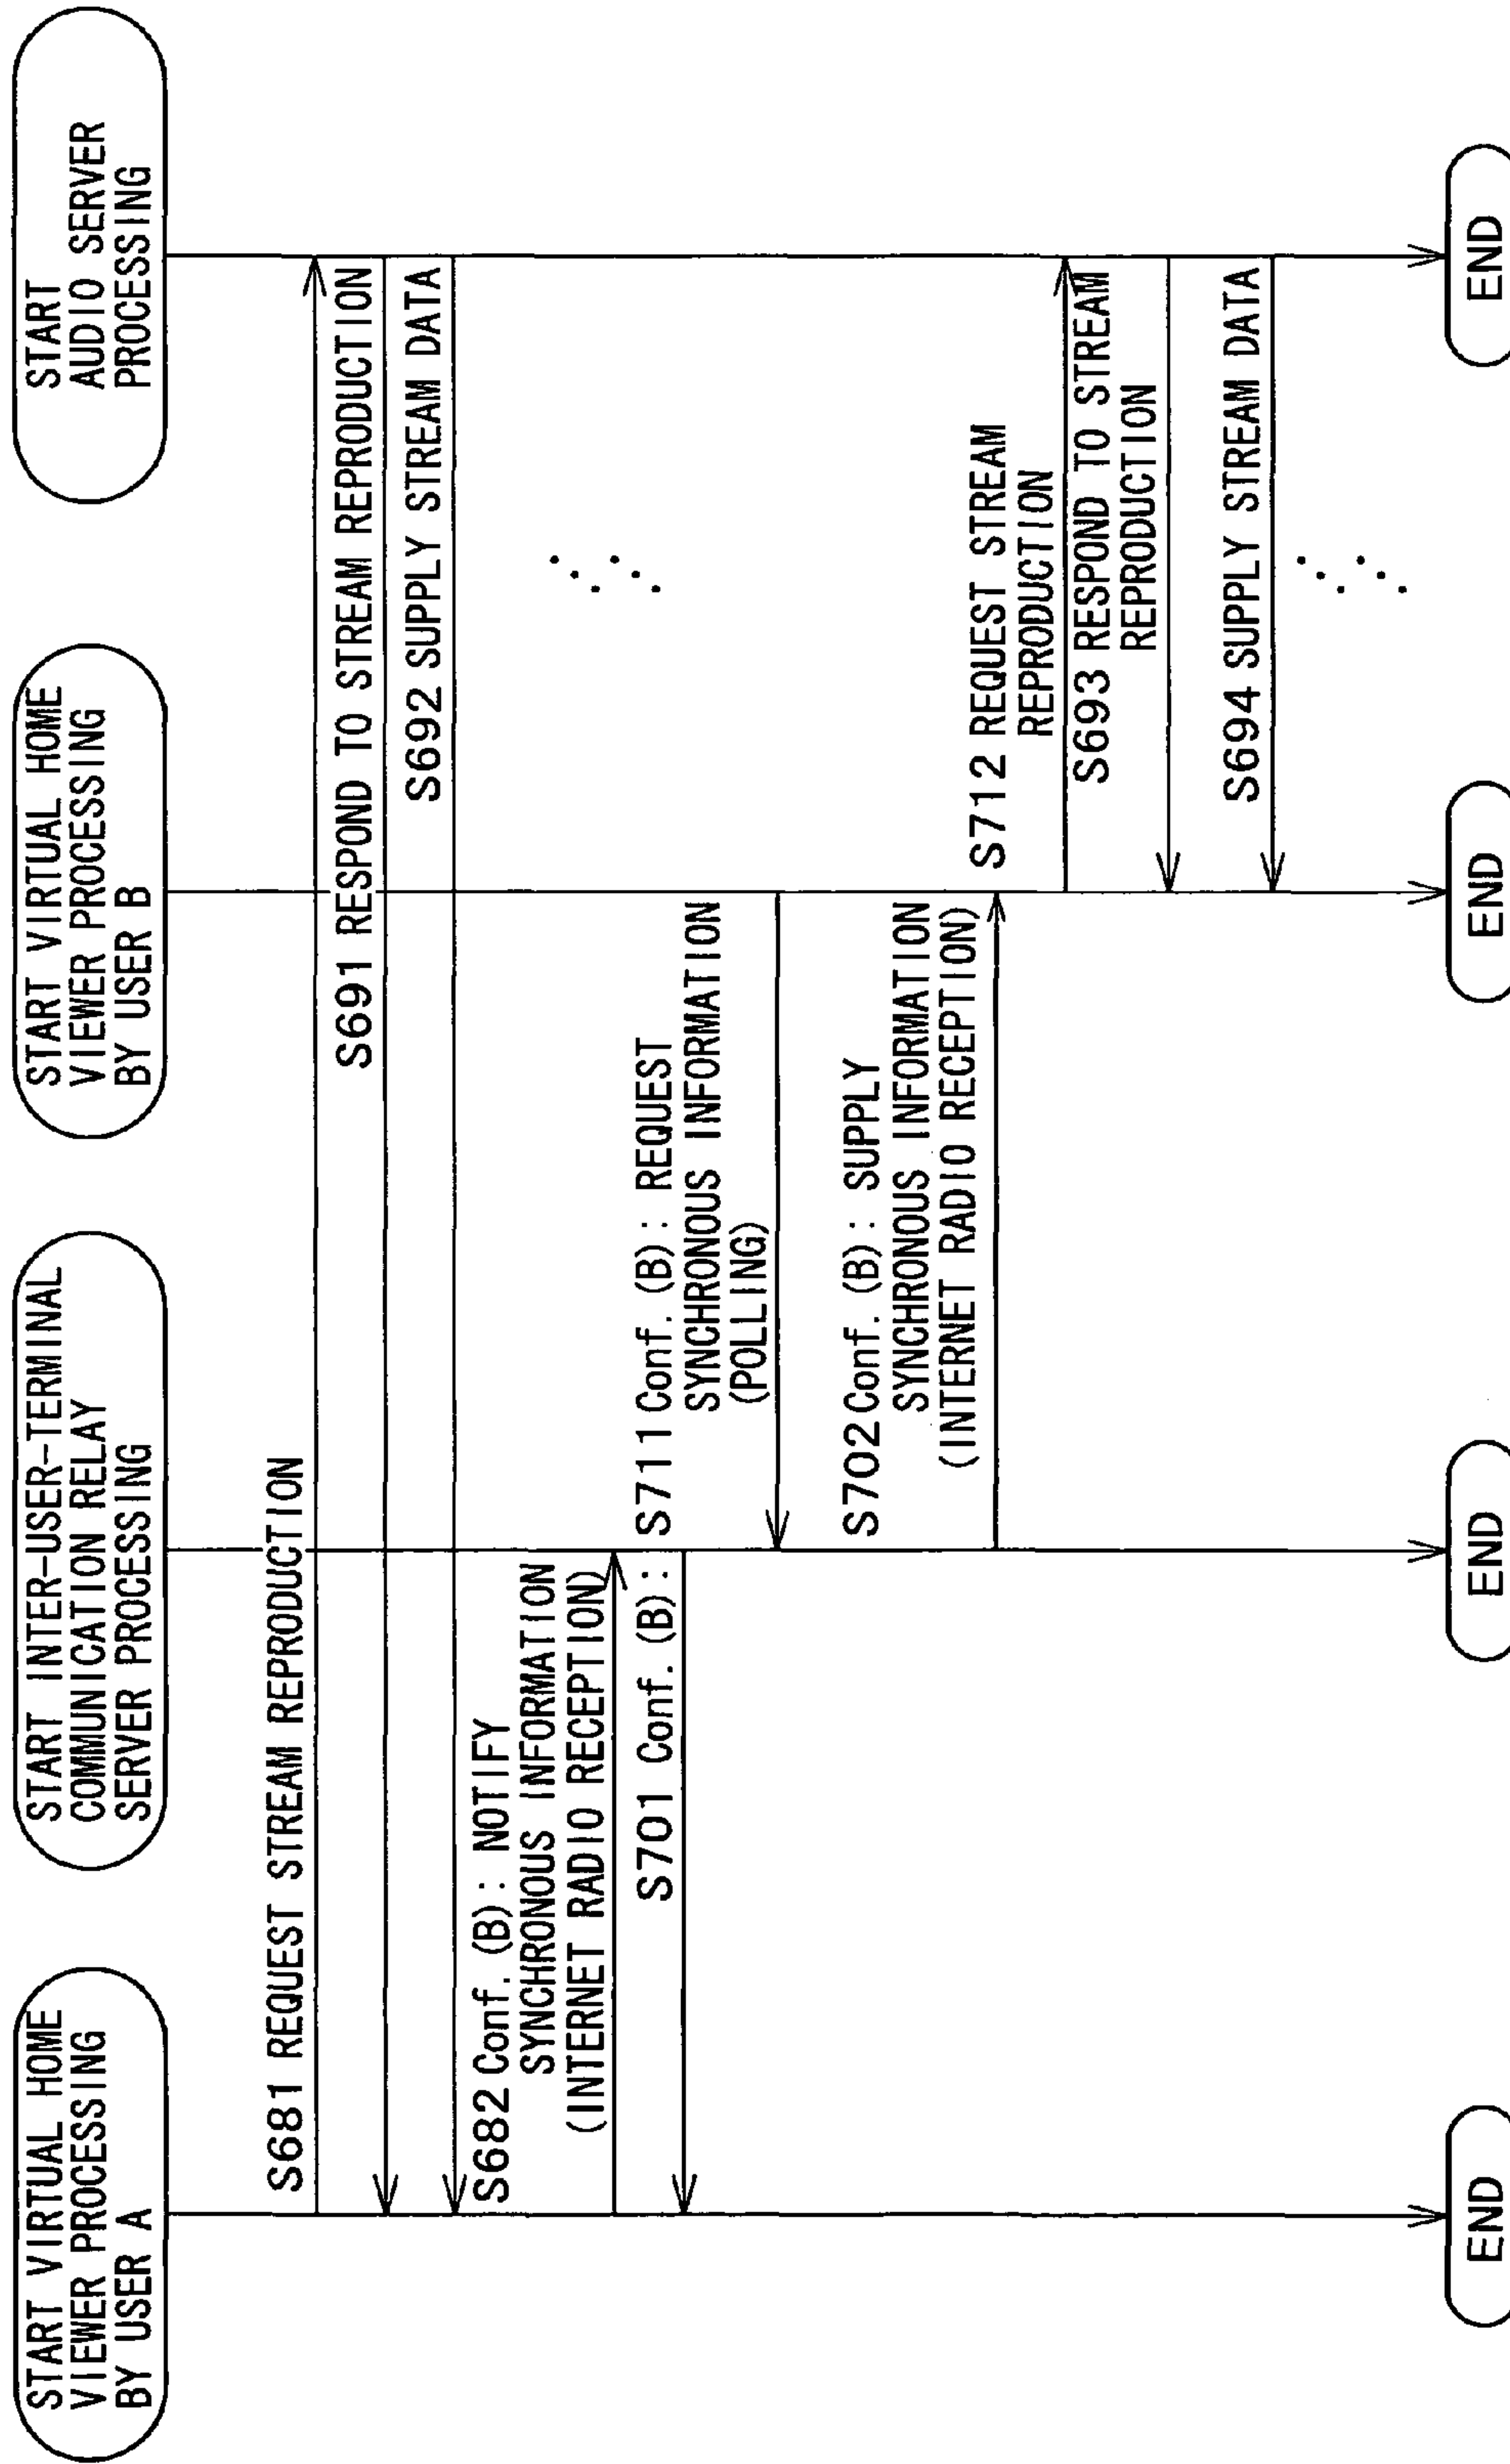 START VIRTUAL HOME
VIEWER PROCESSING
BY USER A
START INTER-USER-TERMINAL
COMMUNICATION RELAY
SERVER PROCESSING
START VIRTUAL HOME
VIEWER PROCESSING
BY USER B
START
AUDIO SERVER
PROCESSING
S681 REQUEST STREAM REPRODUCTION
S691 RESPOND TO STREAM REPRODUCTION
S692 SUPPLY STREAM DATA
S682 Conf. (B): NOTIFY
SYNCHRONOUS INFORMATION
(INTERNET RADIO RECEPTION)
S701 Conf. (B):
S711 Conf. (B): REQUEST
SYNCHRONOUS INFORMATION
(POLLING)
S702 Conf. (B): SUPPLY
SYNCHRONOUS INFORMATION
(INTERNET RADIO RECEPTION)
S712 REQUEST STREAM
REPRODUCTION
S693 RESPOND TO STREAM
REPRODUCTION
S694 SUPPLY STREAM DATA
END
END
END
END